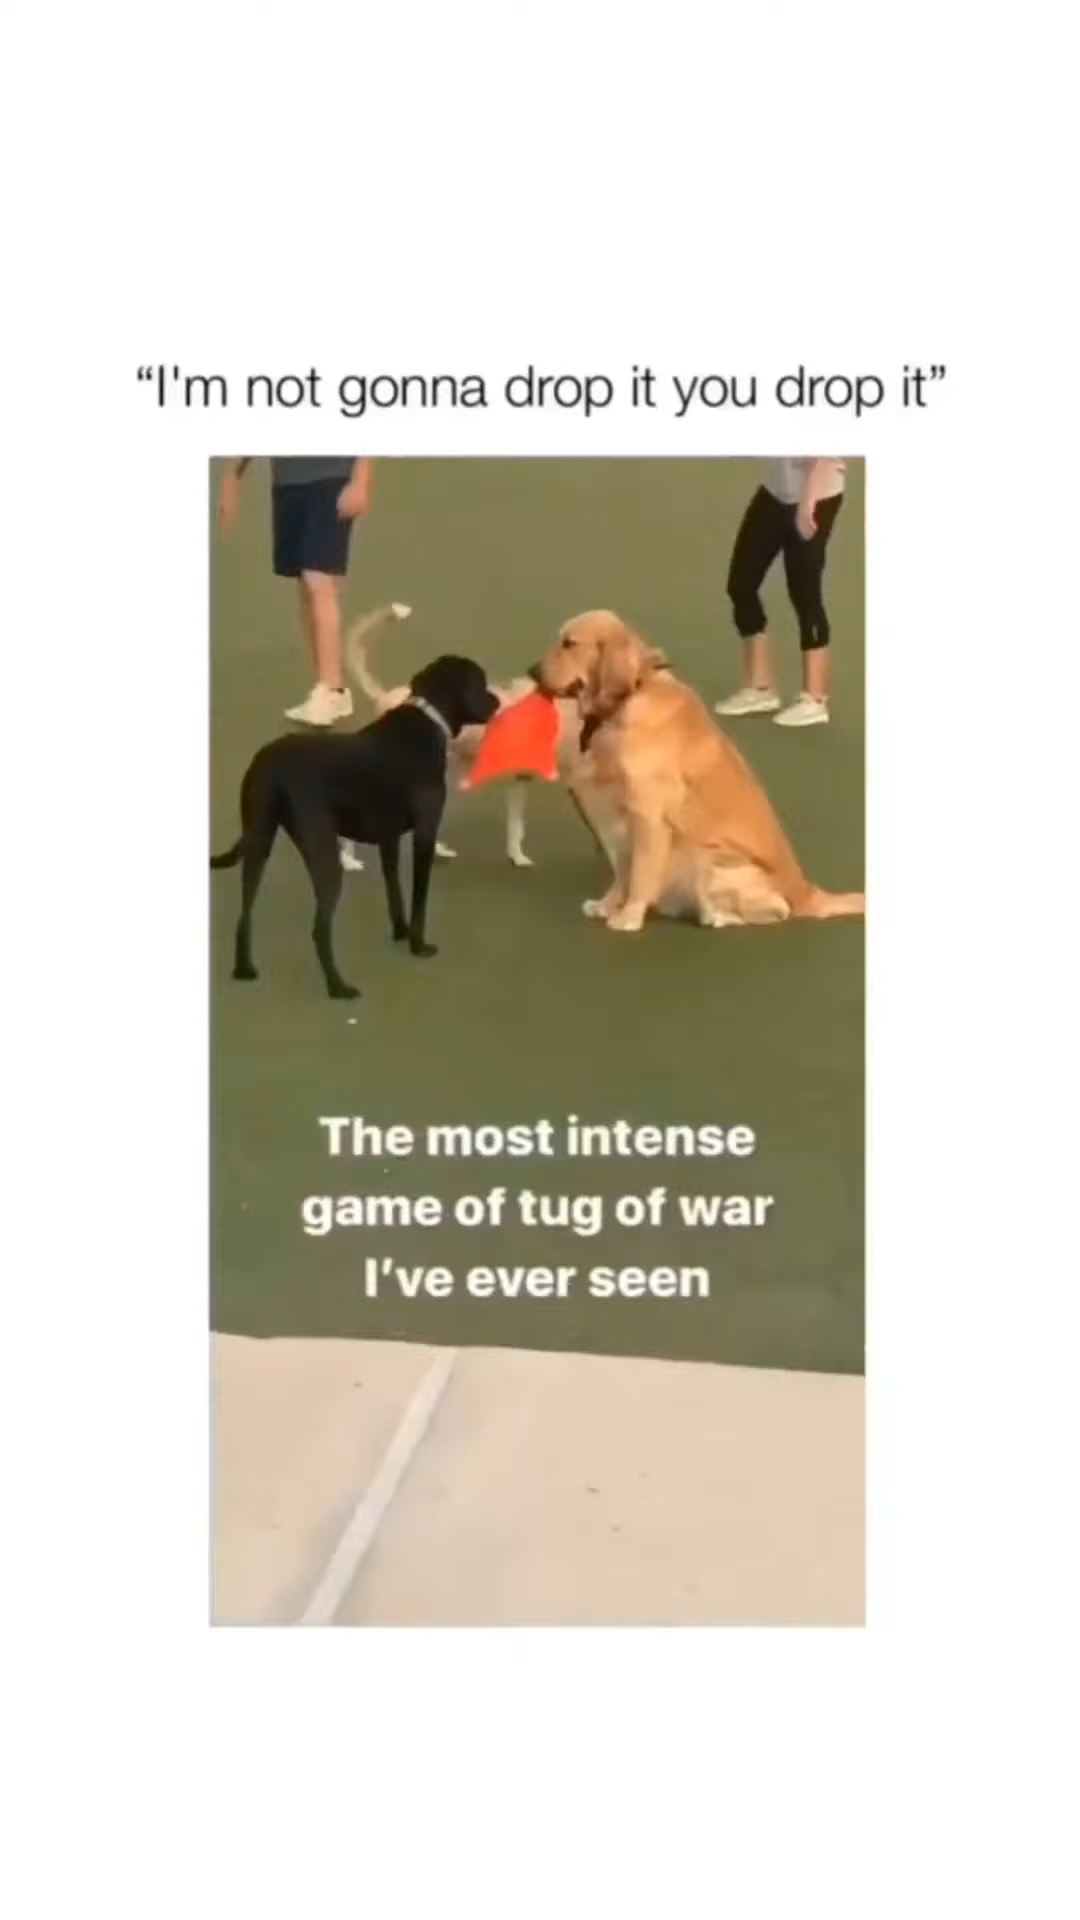 “I'm not gonna drop it you drop it”
The most intense
game of tug of war
I’ve ever seen